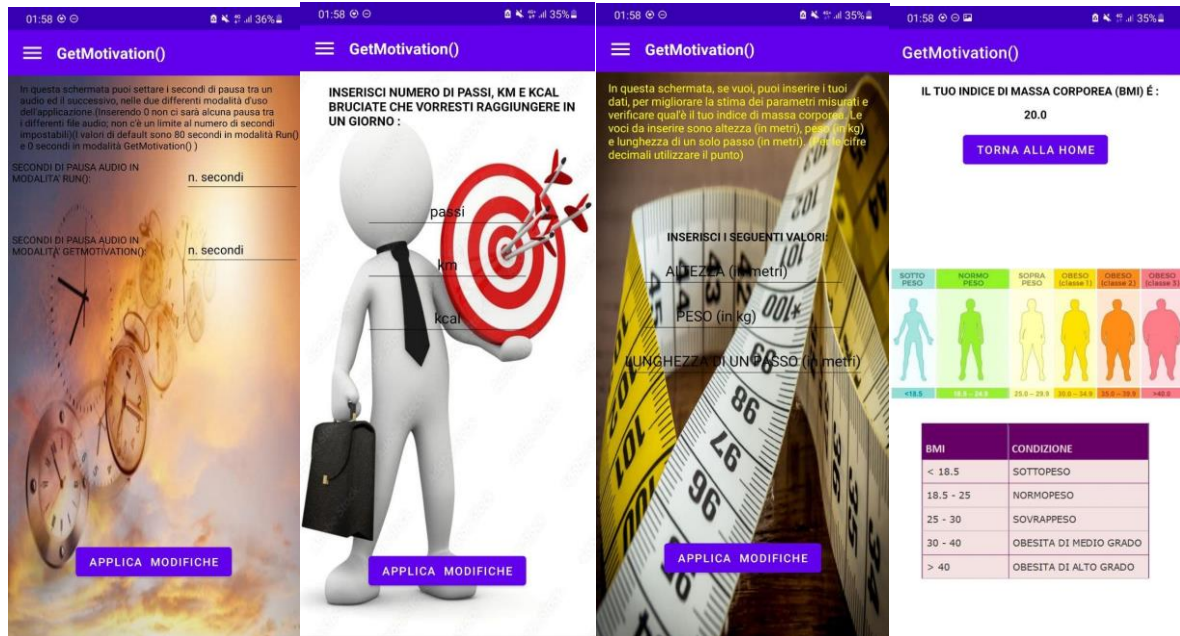 01:58 36%
GetMotivation()
In questa schermata puoi settare i secondi di pausa tra un
audio ed il successivo, nelle due differenti modalità d'uso
dell'applicazione.(Inserendo 0 non ci sarà alcuna pausa tra
i differenti file audio; non c'è un limite al numero di secondi
impostabili)(I valori di default sono 80 secondi in modalità Run()
e 0 secondi in modalità GetMotivation() )
SECONDI DI PAUSA AUDIO IN
MODALITA' RUN():
n. secondi
SECONDI DI PAUSA AUDIO IN
MODALITA' GETMOTIVATION():
n. secondi
APPLICA MODIFICHE
01:58 35%
GetMotivation()
INSERISCI NUMERO DI PASSI, KM E KCAL
BRUCIATE CHE VORRESTI RAGGIUNGERE IN
UN GIORNO :
passi
km
kcal
APPLICA MODIFICHE
01:58 35%
GetMotivation()
In questa schermata, se vuoi, puoi inserire i tuoi
dati, per migliorare la stima dei parametri misurati e
verificare qual'è il tuo indice di massa corporea. Le
voci da inserire sono altezza (in metri), peso (in kg)
e lunghezza di un solo passo (in metri). (Per le cifre
decimali utilizzare il punto)
INSERISCI I SEGUENTI VALORI:
ALTEZZA (in metri)
PESO (in kg)
LUNGHEZZA DI UN PASSO (in metri)
APPLICA MODIFICHE
01:58 35%
GetMotivation()
IL TUO INDICE DI MASSA CORPOREA (BMI) É :
20.0
TORNA ALLA HOME
SOTTO PESO
NORMO PESO
SOPRA PESO
OBESO (classe 1)
OBESO (classe 2)
OBESO (classe 3)
<18.5 18.5 - 24.9 25.0 - 29.9 30.0 - 34.9 35.0 - 39.9 >40.0
BMI CONDIZIONE
< 18.5 SOTTOPESO
18.5 - 25 NORMOPESO
25 - 30 SOVRAPPESO
30 - 40 OBESITA DI MEDIO GRADO
> 40 OBESITA DI ALTO GRADO